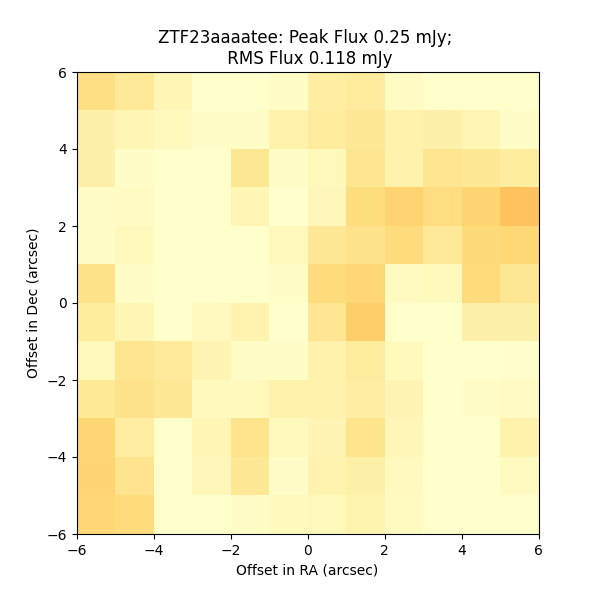 ZTF23aaaatee: Peak Flux 0.25 mJy;
RMS Flux 0.118 mJy
6
4
2
0
−2
−4
−6
Offset in Dec (arcsec)
−6 −4 −2 0 2 4 6
Offset in RA (arcsec)